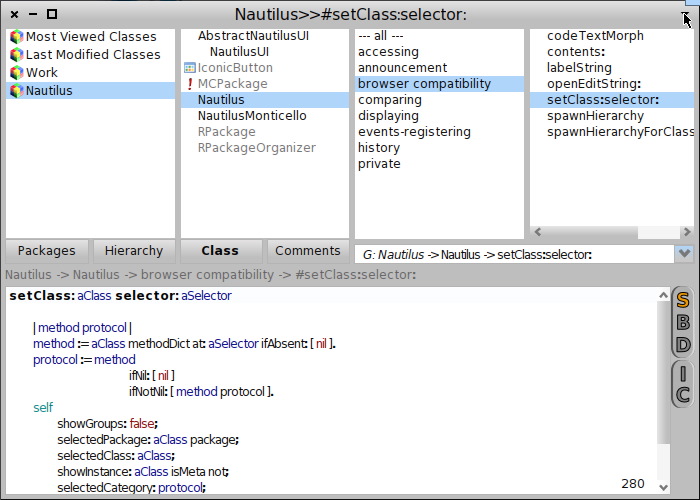 Nautilus>>#setClass:selector:
Most Viewed Classes
Last Modified Classes
Work
Nautilus
AbstractNautilusUI
NautilusUI
IconicButton
MCPackage
Nautilus
NautilusMonticello
RPackage
RPackageOrganizer
--- all ---
accessing
announcement
browser compatibility
comparing
displaying
events-registering
history
private
codeTextMorph
contents:
labelString
openEditString:
setClass:selector:
spawnHierarchy
spawnHierarchyForClass
Packages Hierarchy Class Comments
G: Nautilus -> Nautilus -> setClass:selector:
Nautilus -> Nautilus -> browser compatibility -> #setClass:selector:
setClass: aClass selector: aSelector
| method protocol |
method := aClass methodDict at: aSelector ifAbsent: [ nil ].
protocol := method
ifNil: [ nil ]
ifNotNil: [ method protocol ].
self
showGroups: false;
selectedPackage: aClass package;
selectedClass: aClass;
showInstance: aClass isMeta not;
selectedCategory: protocol;
280
S
B
D
I
C